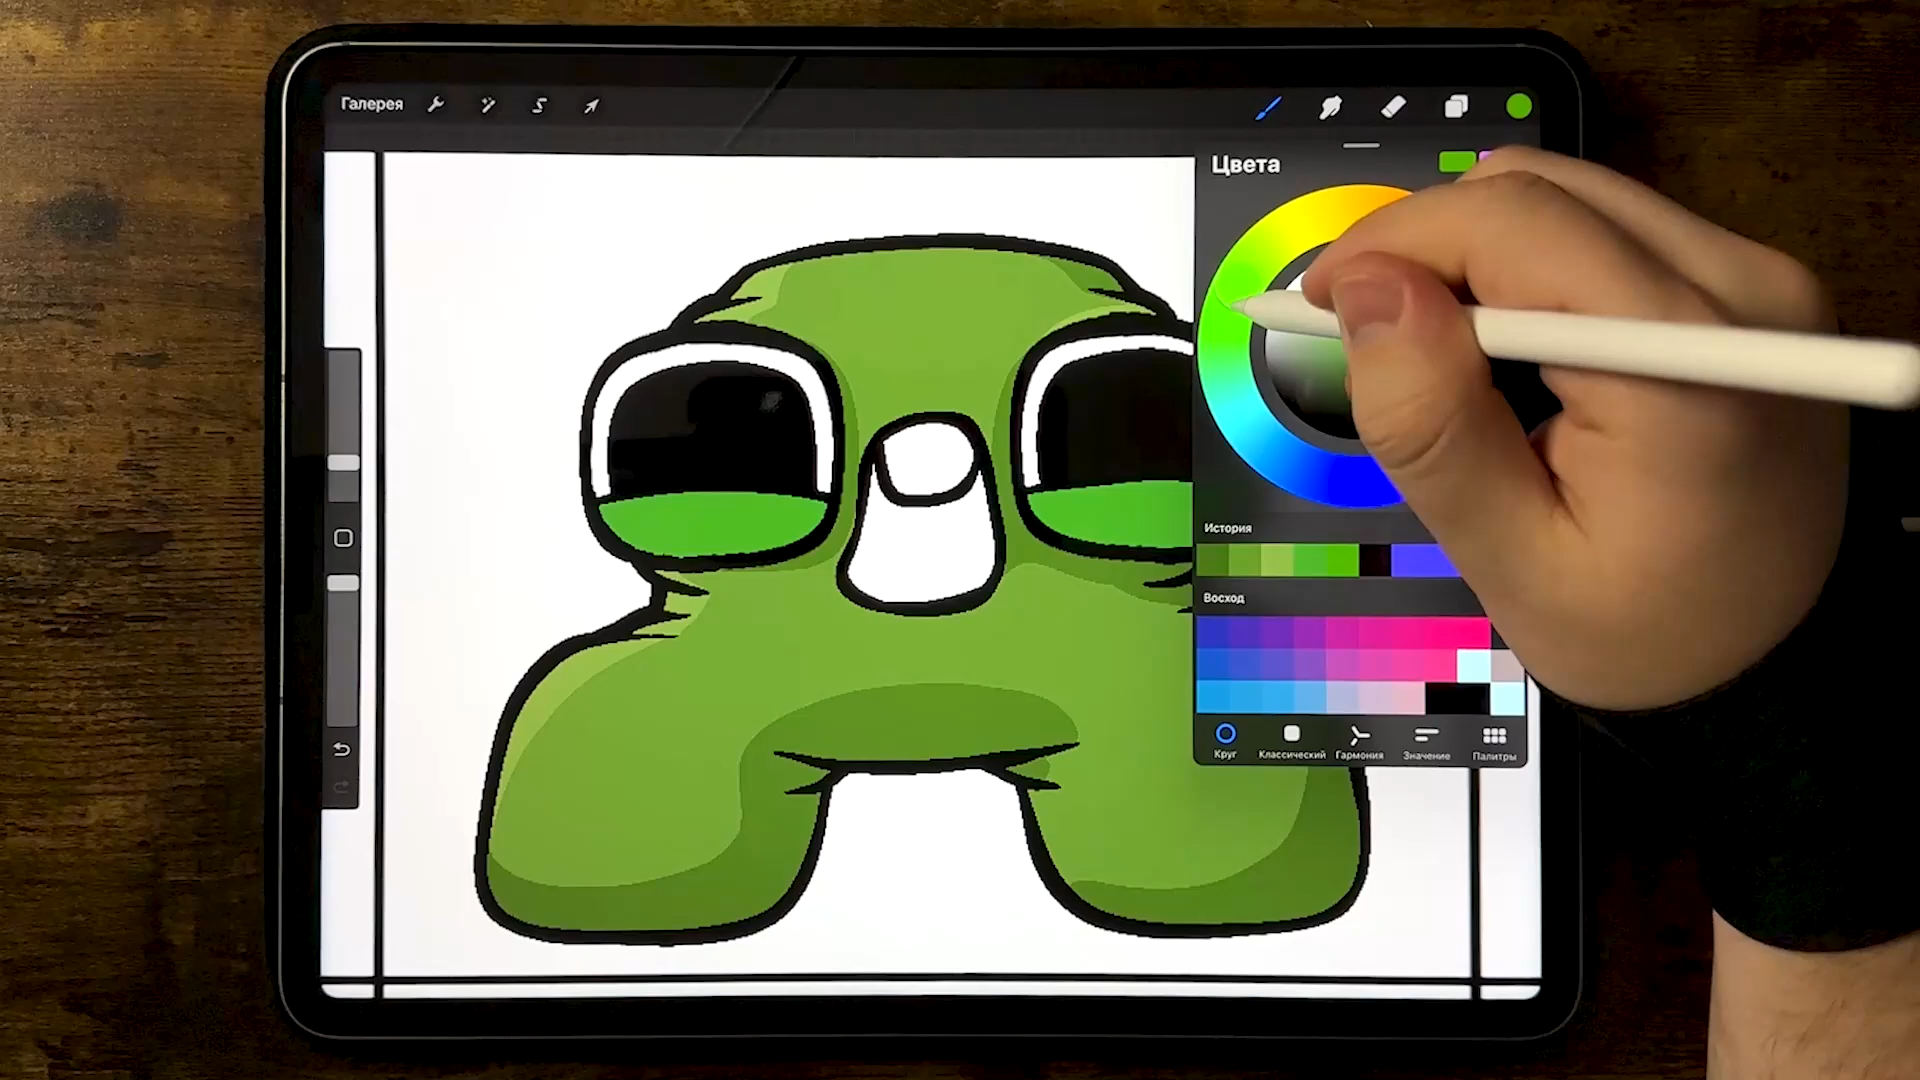 Галерея
Цвета
История
Восход
Круг
Классический
Гармония
Значение
Палитры